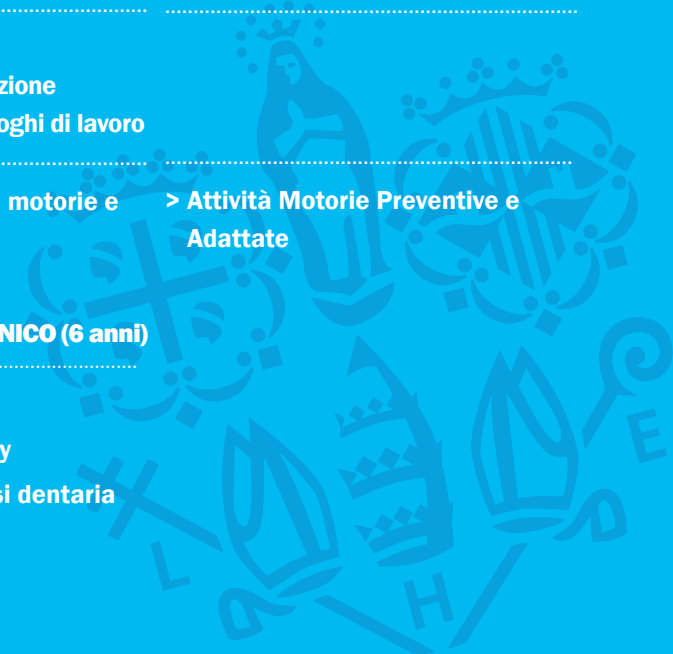 zione
oghi di lavoro
motorie e
> Attività Motorie Preventive e
Adattate
NICO (6 anni)
y
si dentaria
L
H
E